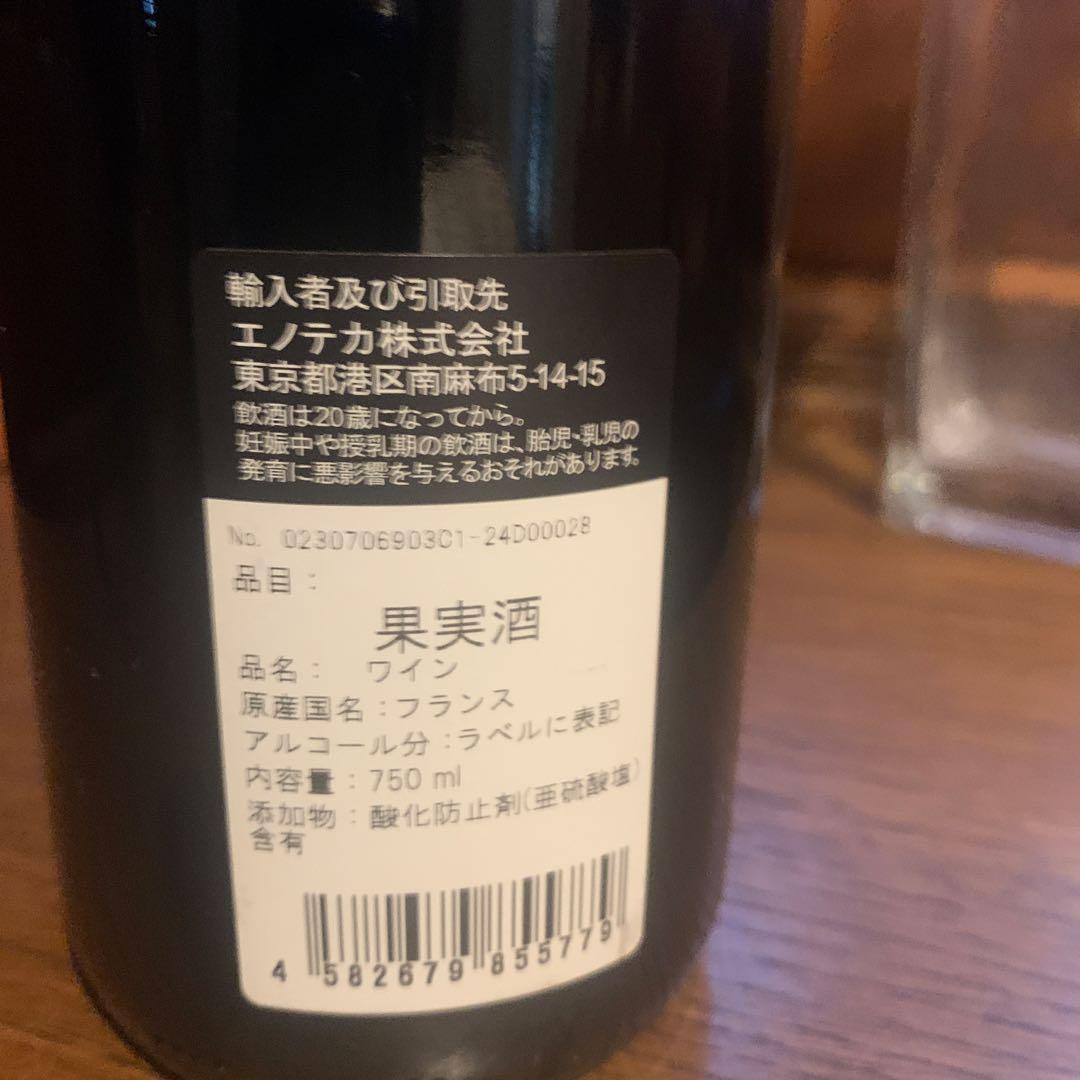 輸入者及び引取先
エノテカ株式会社
東京都港区南麻布5-14-15
飲酒は20歳になってから。
妊娠中や授乳期の飲酒は、胎児・乳児の
発育に悪影響を与えるおそれがあります。
No. 0230706903C1-24D00028
品目：
果実酒
品名： ワイン
原産国名：フランス
アルコール分：ラベルに表記
内容量：750 ml
添加物：酸化防止剤(亜硫酸塩)
含有
4 582679 855779